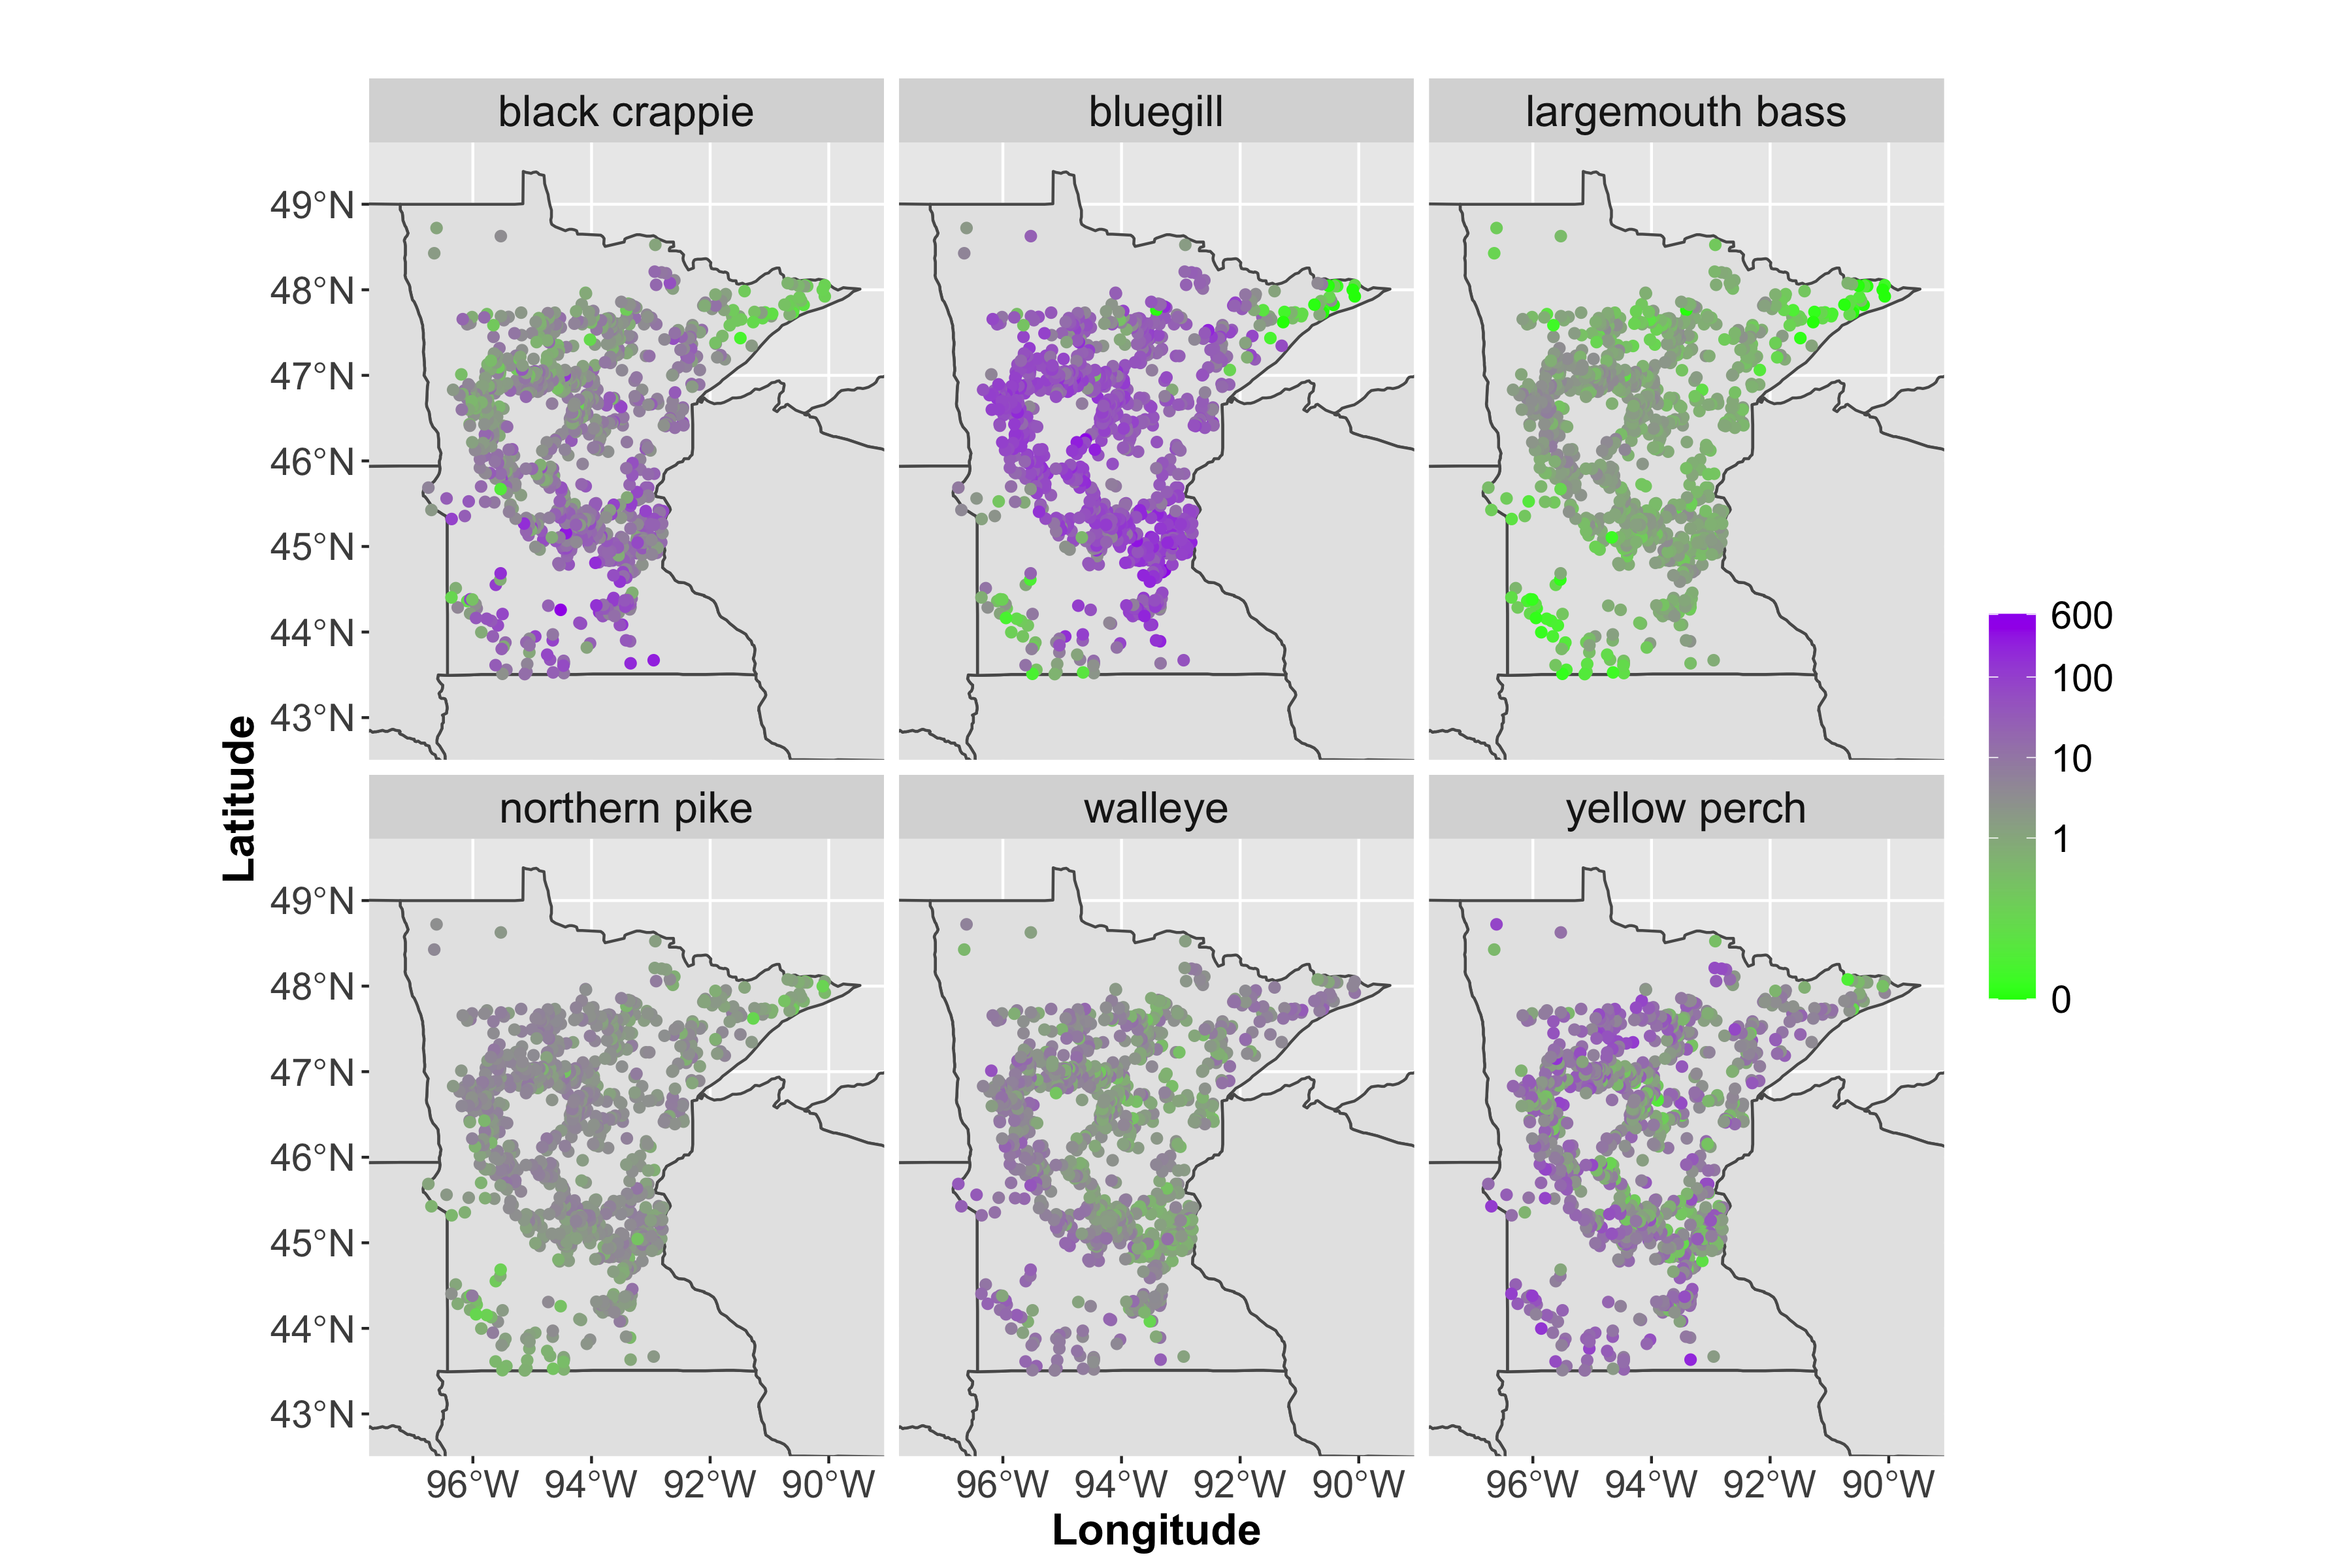 black crappie
bluegill
largemouth bass
49°N
48°N
47°N
46°N
45°N
44°N
43°N
northern pike
walleye
yellow perch
49°N
48°N
47°N
46°N
45°N
44°N
43°N
96°W 94°W 92°W 90°W
96°W 94°W 92°W 90°W
96°W 94°W 92°W 90°W
Longitude
Latitude
600
100
10
1
0